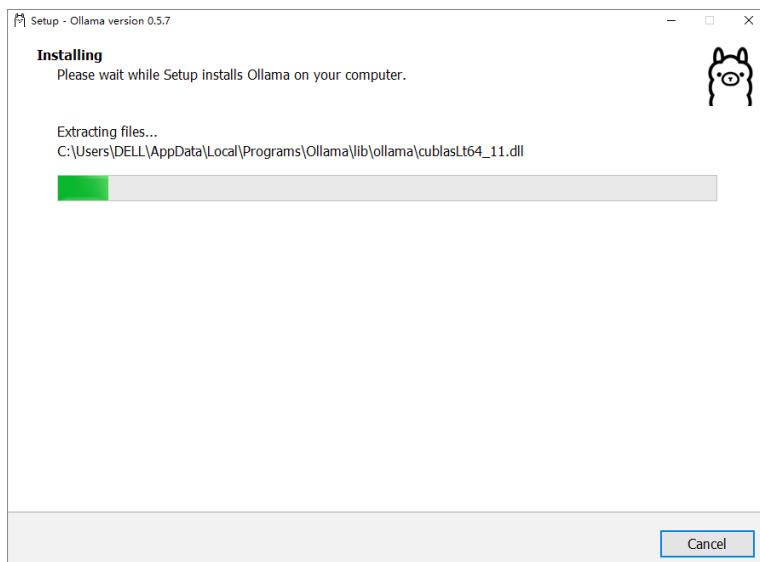 Setup - Ollama version 0.5.7
Installing
Please wait while Setup installs Ollama on your computer.
Extracting files...
C:\Users\DELL\AppData\Local\Programs\Ollama\lib\ollama\cublasLt64_11.dll
Cancel